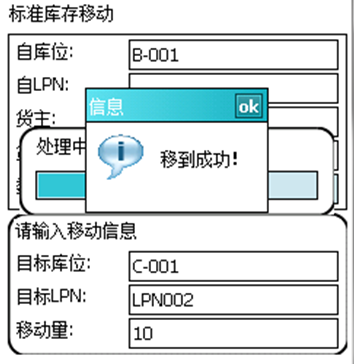 标准库存移动
自库位:
B-001
自LPN:
货主:
信息
ok
处理中
移到成功!
请输入移动信息
目标库位:
C-001
目标LPN:
LPN002
移动量:
10